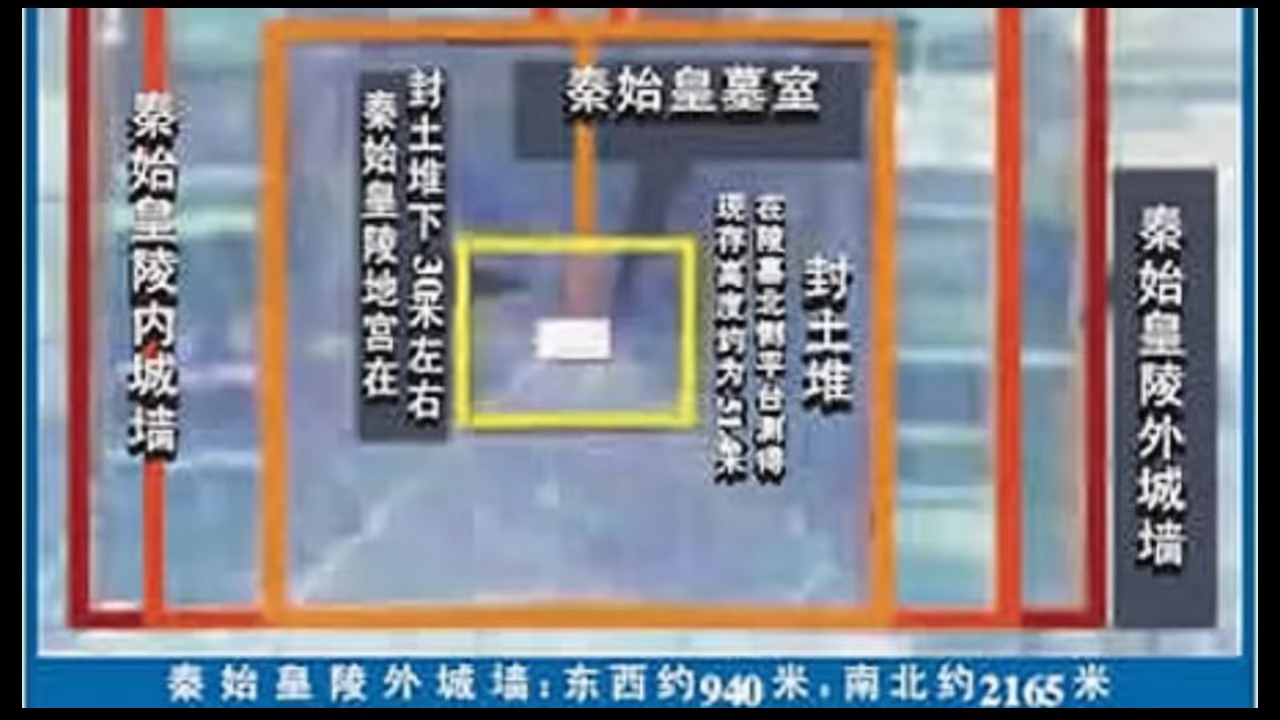 秦始皇墓室
秦始皇陵内城墙
封土堆下30米左右
秦始皇陵地宫在
封土堆
在陵墓北侧平台测得
现存高度约为51.4米
秦始皇陵外城墙
秦始皇陵外城墙:东西约940米.南北约2165米